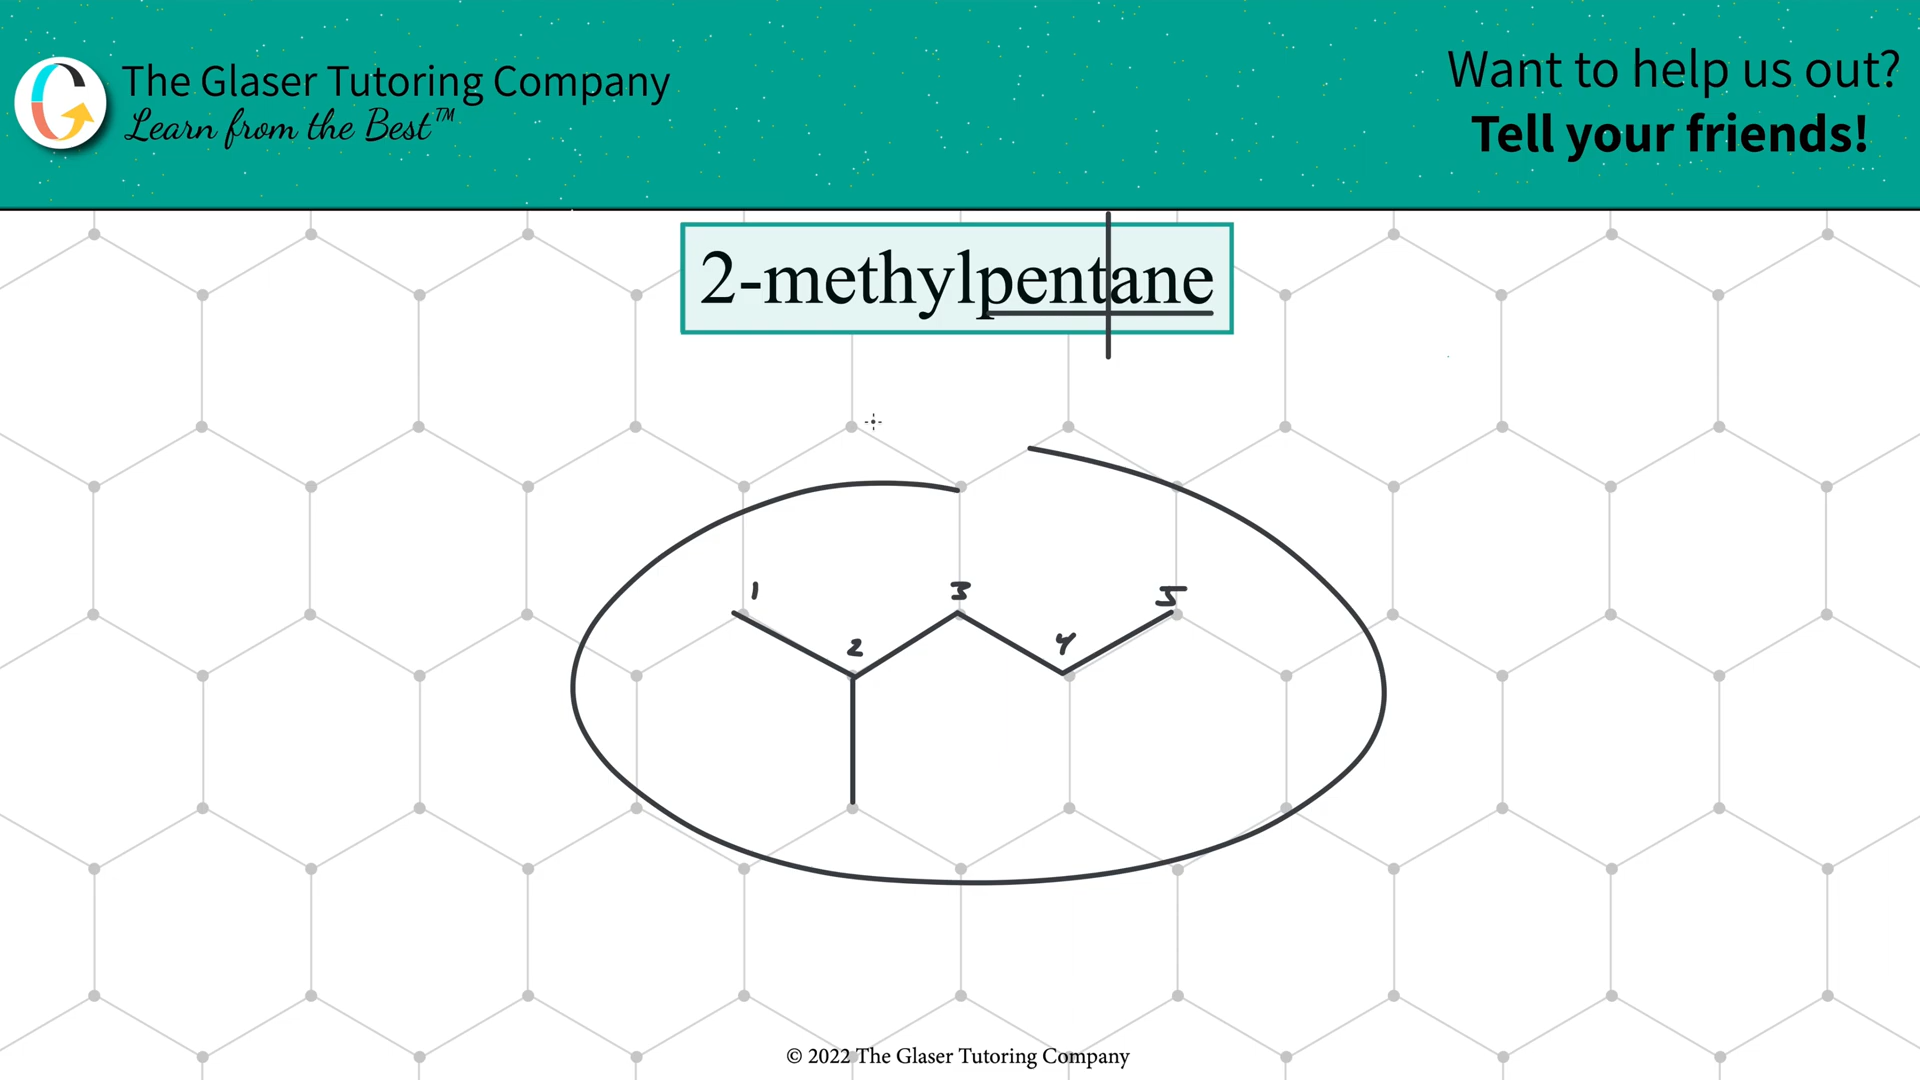 The Glaser Tutoring Company
Learn from the Best™
Want to help us out?
Tell your friends!
2-methylpentane
1
2
3
4
5
© 2022 The Glaser Tutoring Company